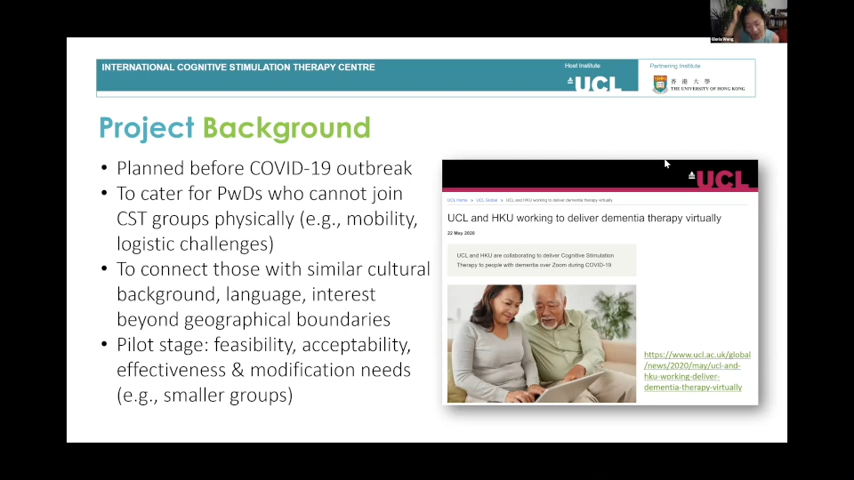 INTERNATIONAL COGNITIVE STIMULATION THERAPY CENTRE
Host Institute
UCL
Partnering Institute
香港大學
THE UNIVERSITY OF HONG KONG
Project Background
• Planned before COVID-19 outbreak
• To cater for PwDs who cannot join
CST groups physically (e.g., mobility,
logistic challenges)
• To connect those with similar cultural
background, language, interest
beyond geographical boundaries
• Pilot stage: feasibility, acceptability,
effectiveness & modification needs
(e.g., smaller groups)
UCL
UCL Home > UCL Global > UCL and HKU working to deliver dementia therapy virtually
UCL and HKU working to deliver dementia therapy virtually
22 May 2020
UCL and HKU are collaborating to deliver Cognitive Stimulation
Therapy to people with dementia over Zoom during COVID-19
https://www.ucl.ac.uk/global
/news/2020/may/ucl-and-
hku-working-deliver-
dementia-therapy-virtually